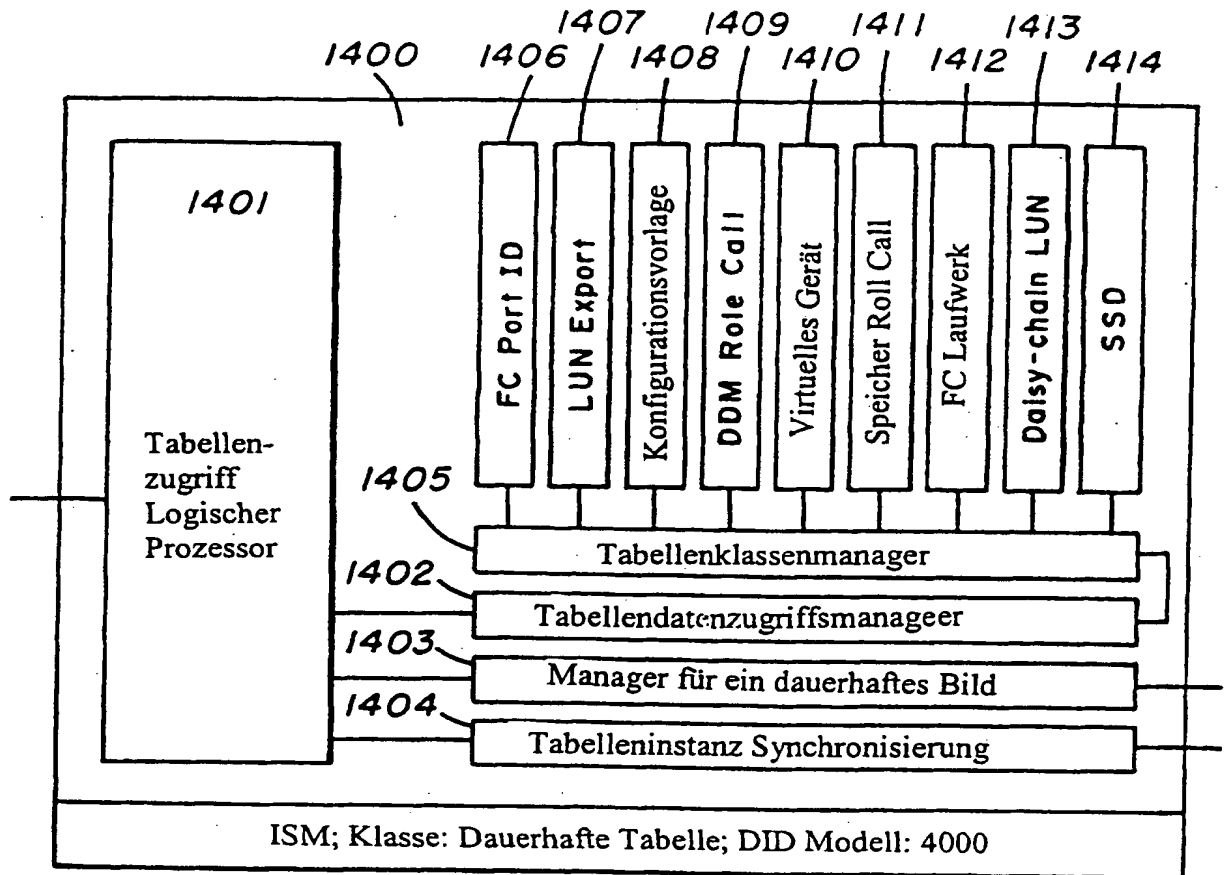 1407
1409
1411
1413
1400
1406
1408
1410
1412
1414
1401
FC Port ID
LUN Export
Konfigurationsvorlage
DDM Role Call
Virtuelles Gerät
Speicher Roll Call
FC Laufwerk
Daisy-chain LUN
SSD
Tabellen-
zugriff
Logischer
Prozessor
1405
Tabellenklassenmanager
1402
Tabellendatenzugriffsmanageer
1403
Manager für ein dauerhaftes Bild
1404
Tabelleninstanz Synchronisierung
ISM; Klasse: Dauerhafte Tabelle; DID Modell: 4000